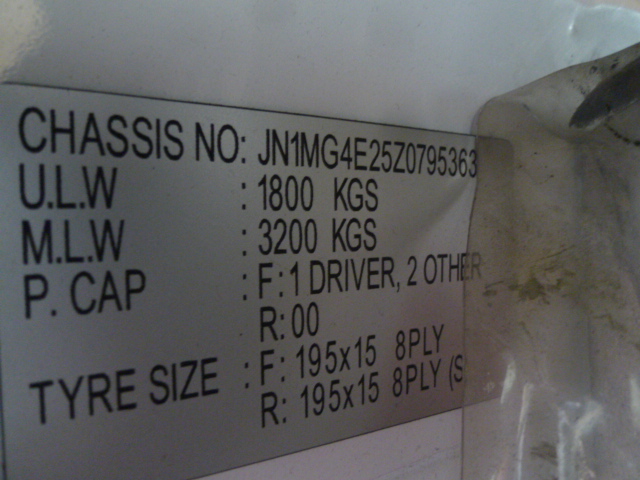 CHASSIS NO: JN1MG4E25Z0795363
U.L.W : 1800 KGS
M.L.W : 3200 KGS
P. CAP : F: 1 DRIVER, 2 OTHER
R: 00
TYRE SIZE : F: 195x15 8PLY
R: 195x15 8PLY (S